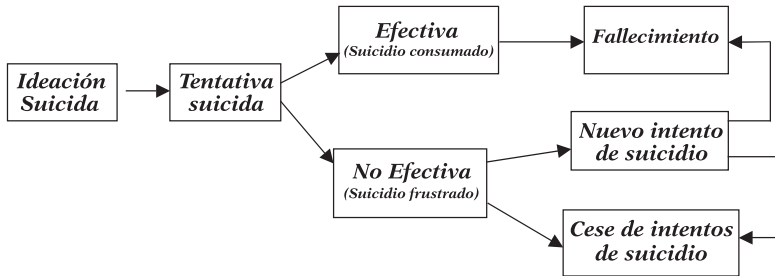 Ideación
Suicida
Tentativa
suicida
Efectiva
(Suicidio consumado)
Fallecimiento
No Efectiva
(Suicidio frustrado)
Nuevo intento
de suicidio
Cese de intentos
de suicidio